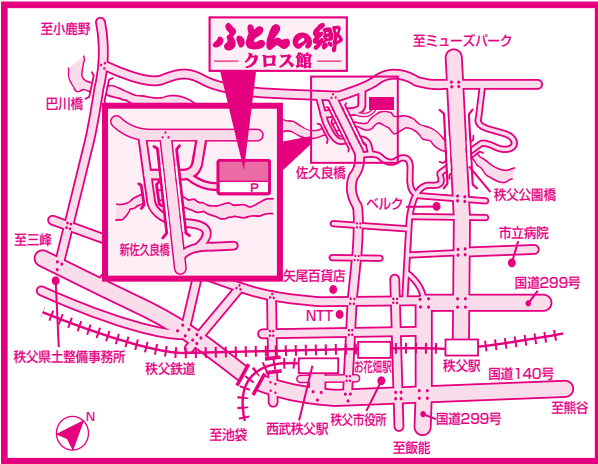 至小鹿野
ふとんの郷
クロス館
至ミューズパーク
巴川橋
P
新佐久良橋
佐久良橋
秩父公園橋
ベルク
市立病院
至三峰
国道299号
矢尾百貨店
NTT
秩父県土整備事務所
秩父鉄道
お花畑駅
秩父駅
国道140号
至熊谷
至池袋
西武秩父駅
秩父市役所
国道299号
至飯能
N